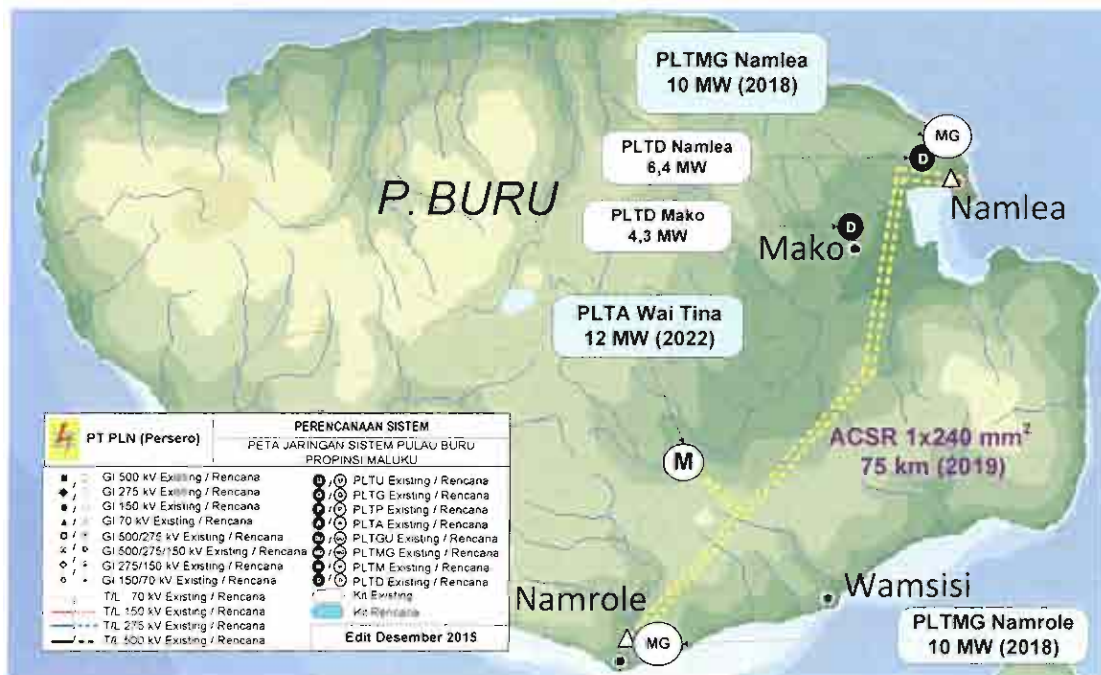 PLTMG Namlea
10 MW (2018)
MG
PLTD Namlea
6,4 MW
D
P. BURU
Namlea
PLTD Mako
4,3 MW
D
Mako
PLTA Wai Tina
12 MW (2022)
ACSR 1x240 mm²
75 km (2019)
M
PT PLN (Persero)
PERENCANAAN SISTEM
PETA JARINGAN SISTEM PULAU BURU
PROPINSI MALUKU
GI 500 kV Existing / Rencana
GI 275 kV Existing / Rencana
GI 150 kV Existing / Rencana
GI 70 kV Existing / Rencana
GI 500/275 kV Existing / Rencana
GI 500/275/150 kV Existing / Rencana
GI 275/150 kV Existing / Rencana
GI 150/70 kV Existing / Rencana
T/L 70 kV Existing / Rencana
T/L 150 kV Existing / Rencana
T/L 275 kV Existing / Rencana
T/L 500 kV Existing / Rencana
PLTU Existing / Rencana
PLTG Existing / Rencana
PLTP Existing / Rencana
PLTA Existing / Rencana
PLTGU Existing / Rencana
PLTMG Existing / Rencana
PLTM Existing / Rencana
PLTD Existing / Rencana
Kit Existing
Kit Rencana
Edit Desember 2015
Namrole
MG
Wamsisi
PLTMG Namrole
10 MW (2018)